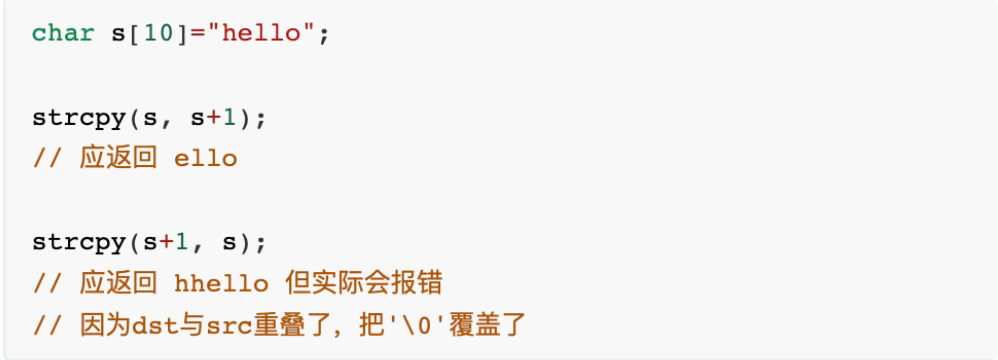 char s[10]="hello";
strcpy(s, s+1);
// 应返回 ello
strcpy(s+1, s);
// 应返回 hhello 但实际会报错
// 因为dst与src重叠了，把'\0'覆盖了